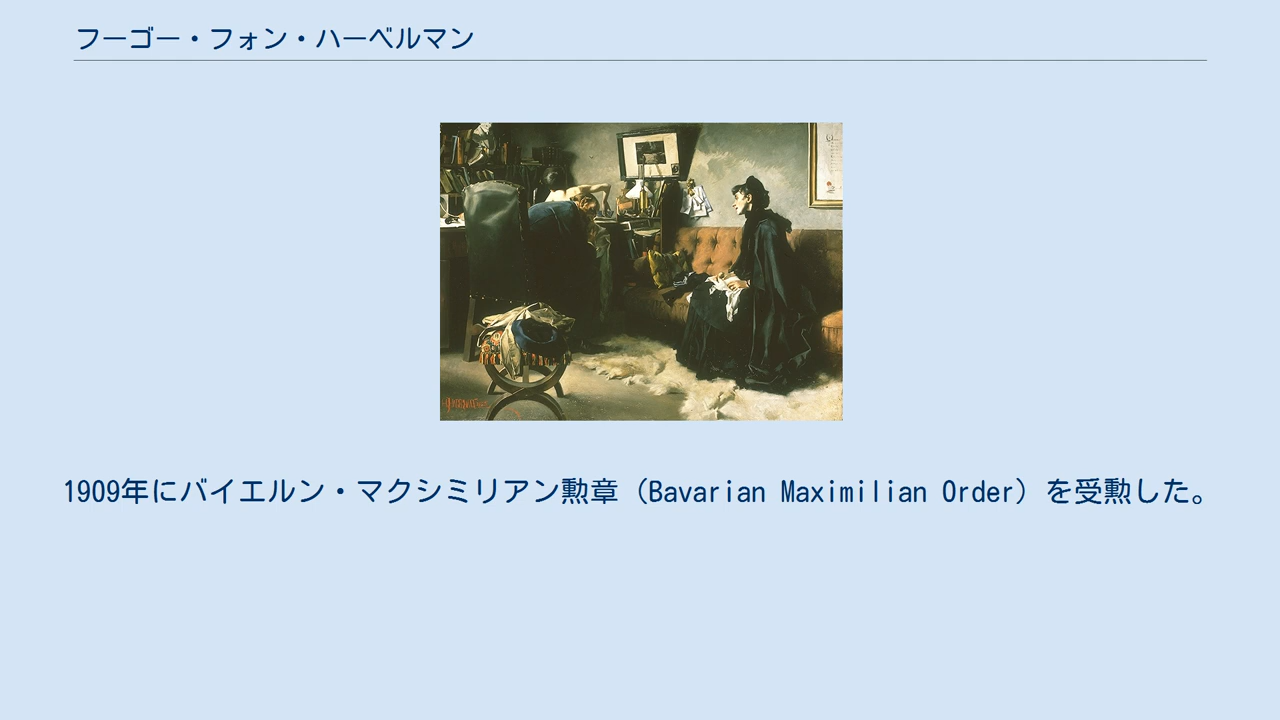 フーゴー・フォン・ハーベルマン
1909年にバイエルン・マクシミリアン勲章（Bavarian Maximilian Order）を受勲した。